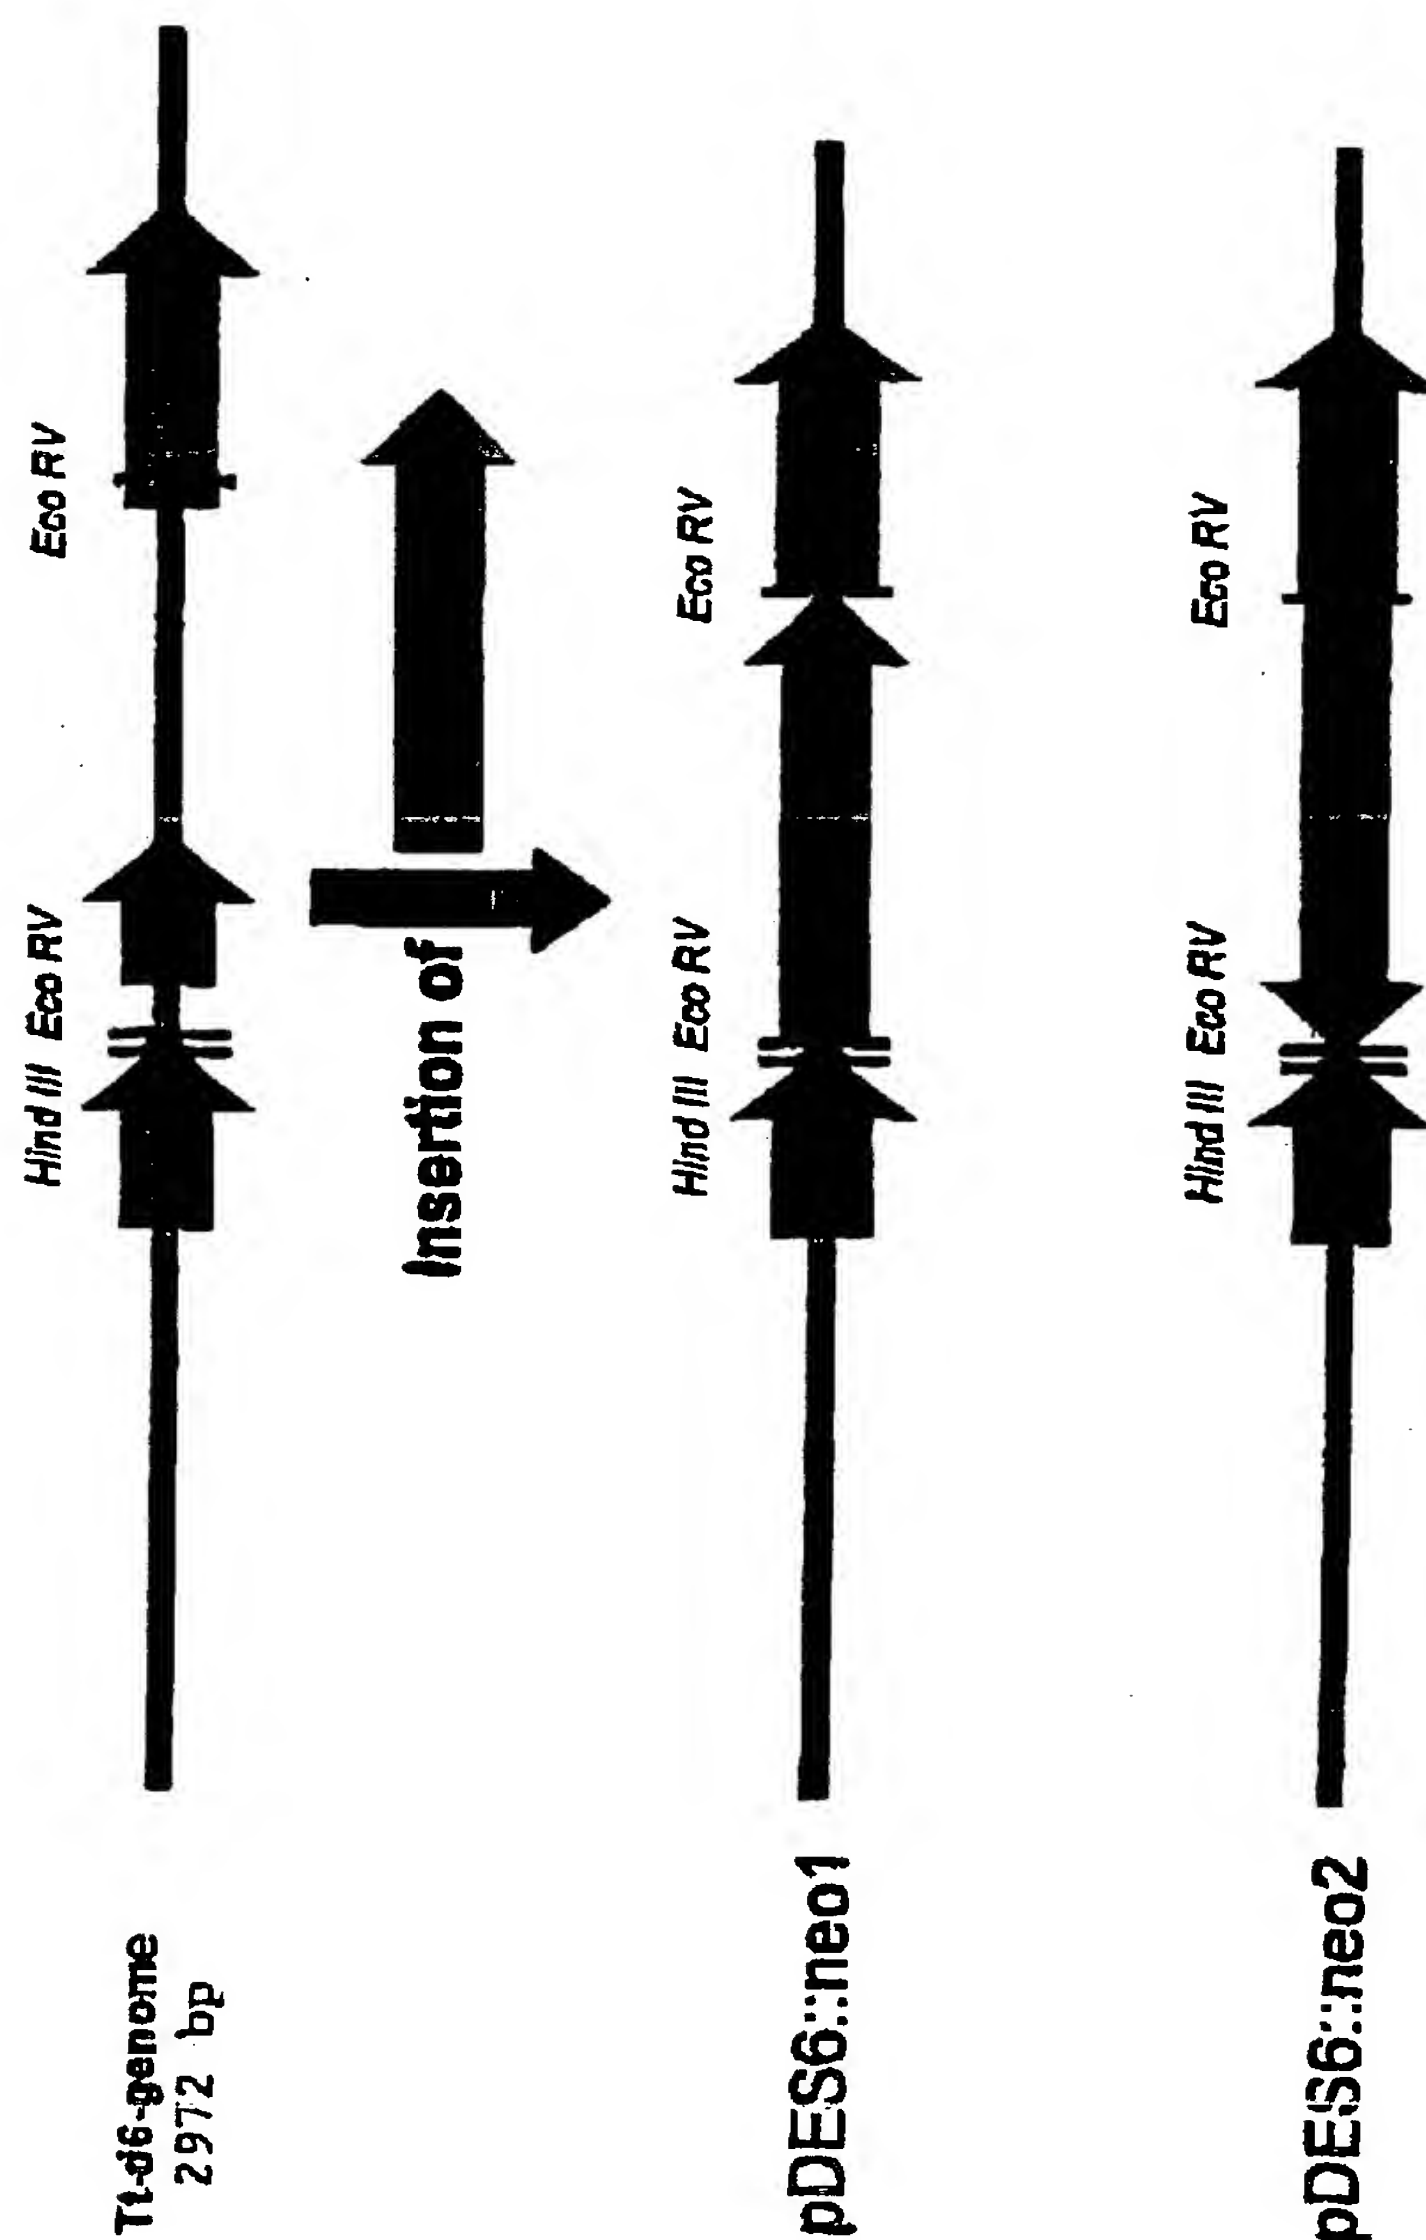 Tt-d6-genome
2972 bp
Hind III Eco RV
Eco RV
Insertion of
pDES6::neo1
Hind III Eco RV
Eco RV
pDES6::neo2
Hind III Eco RV
Eco RV